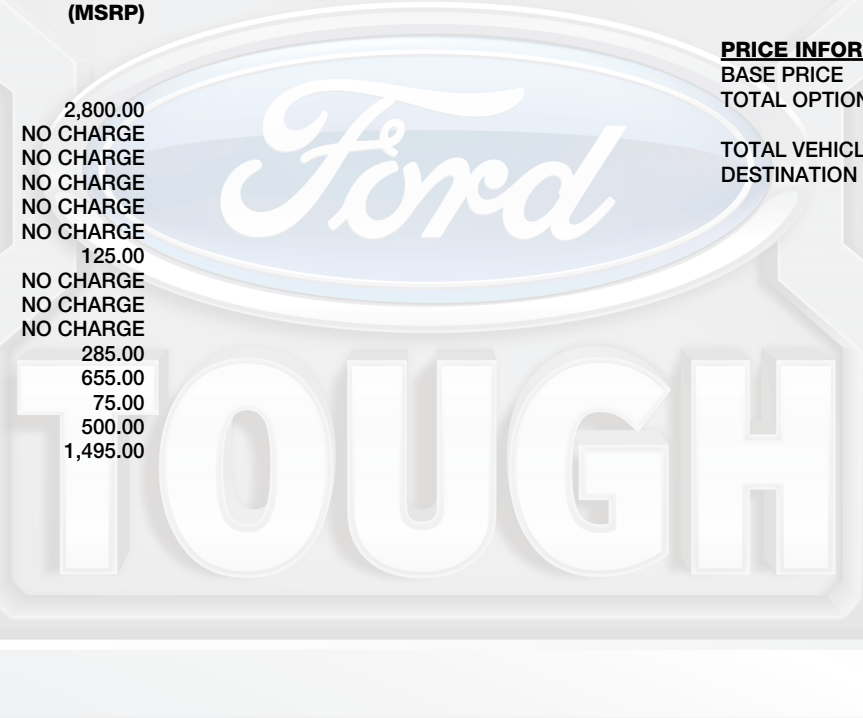 (MSRP)
2,800.00
NO CHARGE
NO CHARGE
NO CHARGE
NO CHARGE
NO CHARGE
125.00
NO CHARGE
NO CHARGE
NO CHARGE
285.00
655.00
75.00
500.00
1,495.00
PRICE INFOR
BASE PRICE
TOTAL OPTION
TOTAL VEHICL
DESTINATION
Ford
TOUGH